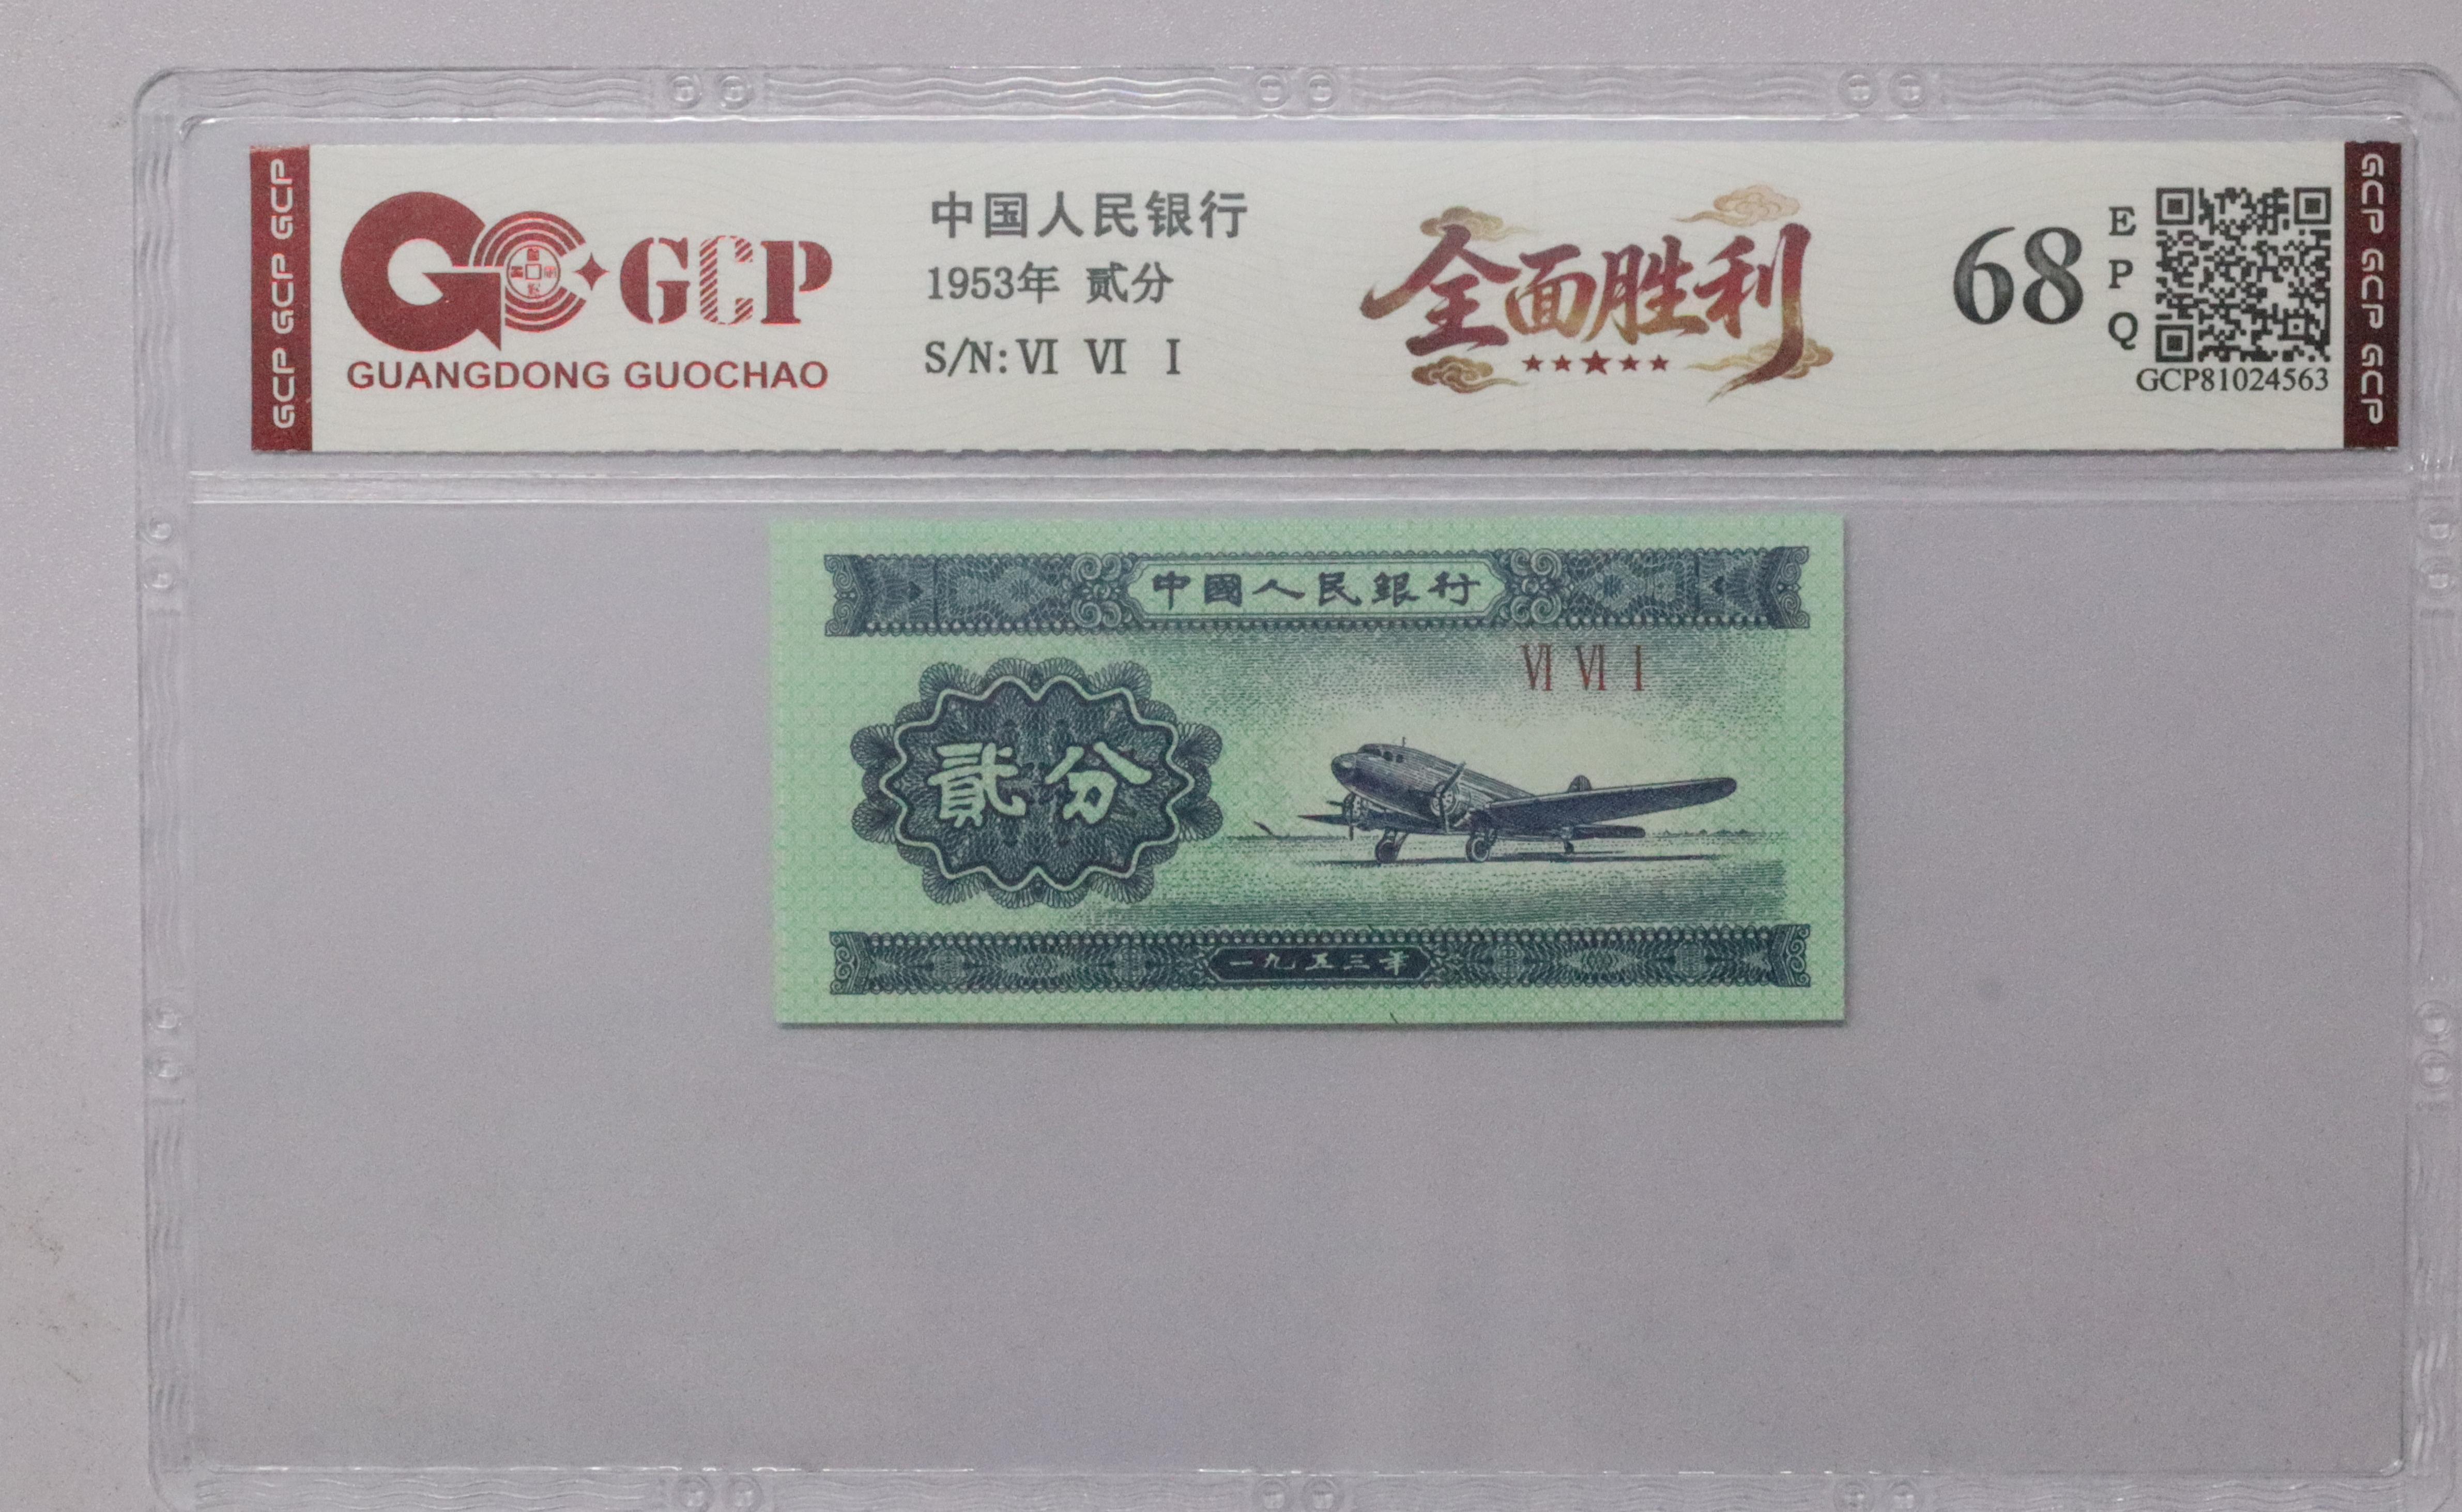 GCP GCP GCP
GCP
GUANGDONG GUOCHAO
中国人民银行
1953年 贰分
S/N: VI VI I
全面胜利
68
E
P
Q
GCP81024563
GCP GCP GCP
中國人民銀行
VI VI I
貳分
一九五三年